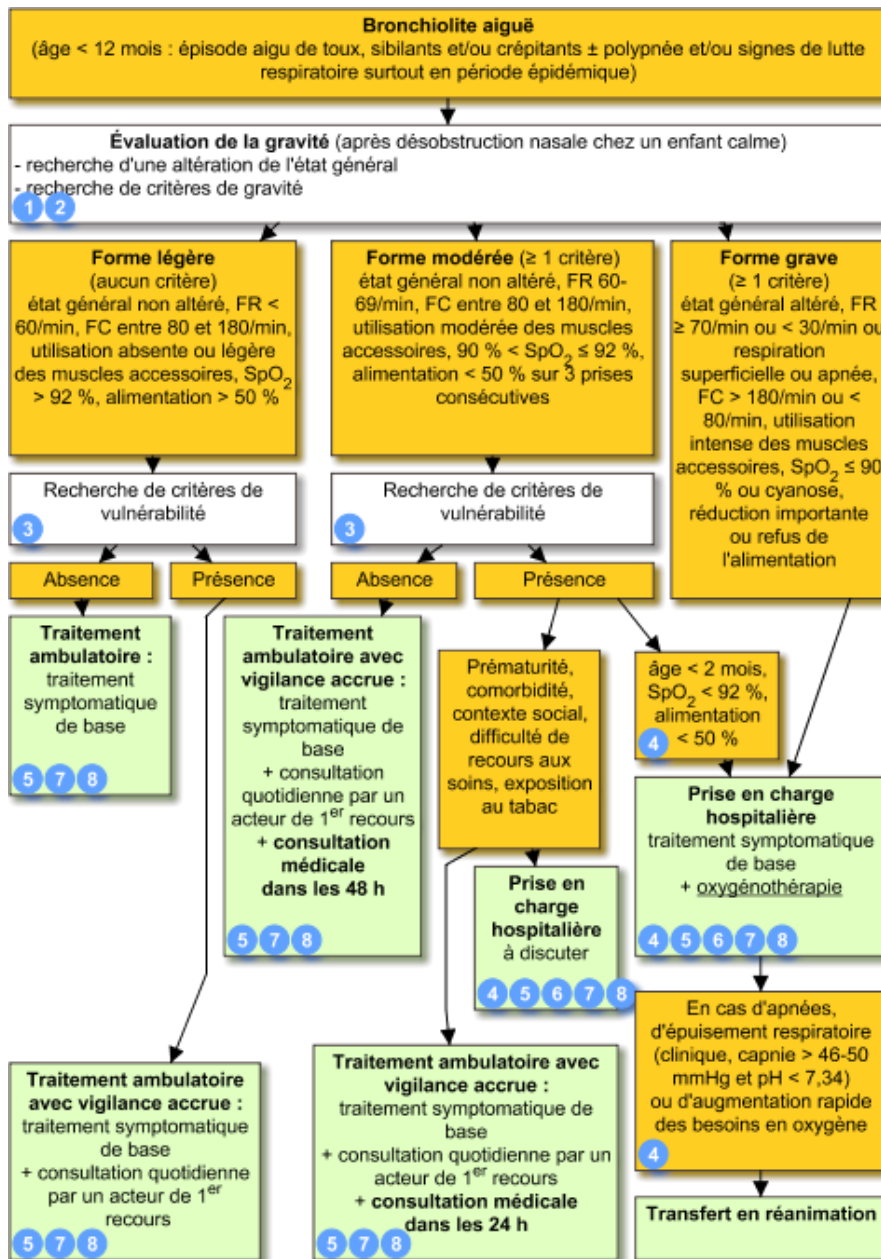 Bronchiolite aiguë
(âge < 12 mois : épisode aigu de toux, sibilants et/ou crépitants ± polypnée et/ou signes de lutte
respiratoire surtout en période épidémique)
Évaluation de la gravité (après désobstruction nasale chez un enfant calme)
- recherche d'une altération de l'état général
- recherche de critères de gravité
1 2
Forme légère
(aucun critère)
état général non altéré, FR <
60/min, FC entre 80 et 180/min,
utilisation absente ou légère
des muscles accessoires, SpO2
> 92 %, alimentation > 50 %
Forme modérée (≥ 1 critère)
état général non altéré, FR 60-
69/min, FC entre 80 et 180/min,
utilisation modérée des muscles
accessoires, 90 % < SpO2 ≤ 92 %,
alimentation < 50 % sur 3 prises
consécutives
Forme grave
(≥ 1 critère)
état général altéré, FR
≥ 70/min ou < 30/min ou
respiration
superficielle ou apnée,
FC > 180/min ou <
80/min, utilisation
intense des muscles
accessoires, SpO2 ≤ 90
% ou cyanose,
réduction importante
ou refus de
l'alimentation
Recherche de critères de
vulnérabilité
3
Recherche de critères de
vulnérabilité
3
Absence
Présence
Absence
Présence
Traitement
ambulatoire :
traitement
symptomatique
de base
5 7 8
Traitement
ambulatoire avec
vigilance accrue :
traitement
symptomatique de
base
+ consultation
quotidienne par un
acteur de 1er recours
+ consultation
médicale
dans les 48 h
5 7 8
Prématurité,
comorbidité,
contexte social,
difficulté de
recours aux
soins, exposition
au tabac
âge < 2 mois,
SpO2 < 92 %,
alimentation
< 50 %
4
Prise en
charge
hospitalière
à discuter
4 5 6 7 8
Prise en charge
hospitalière
traitement symptomatique
de base
+ oxygénothérapie
4 5 6 7 8
En cas d'apnées,
d'épuisement respiratoire
(clinique, capnie > 46-50
mmHg et pH < 7,34)
ou d'augmentation rapide
des besoins en oxygène
4
Traitement ambulatoire
avec vigilance accrue :
traitement symptomatique
de base
+ consultation quotidienne
par un acteur de 1er
recours
5 7 8
Traitement ambulatoire avec
vigilance accrue :
traitement symptomatique de
base
+ consultation quotidienne par un
acteur de 1er recours
+ consultation médicale
dans les 24 h
5 7 8
Transfert en réanimation